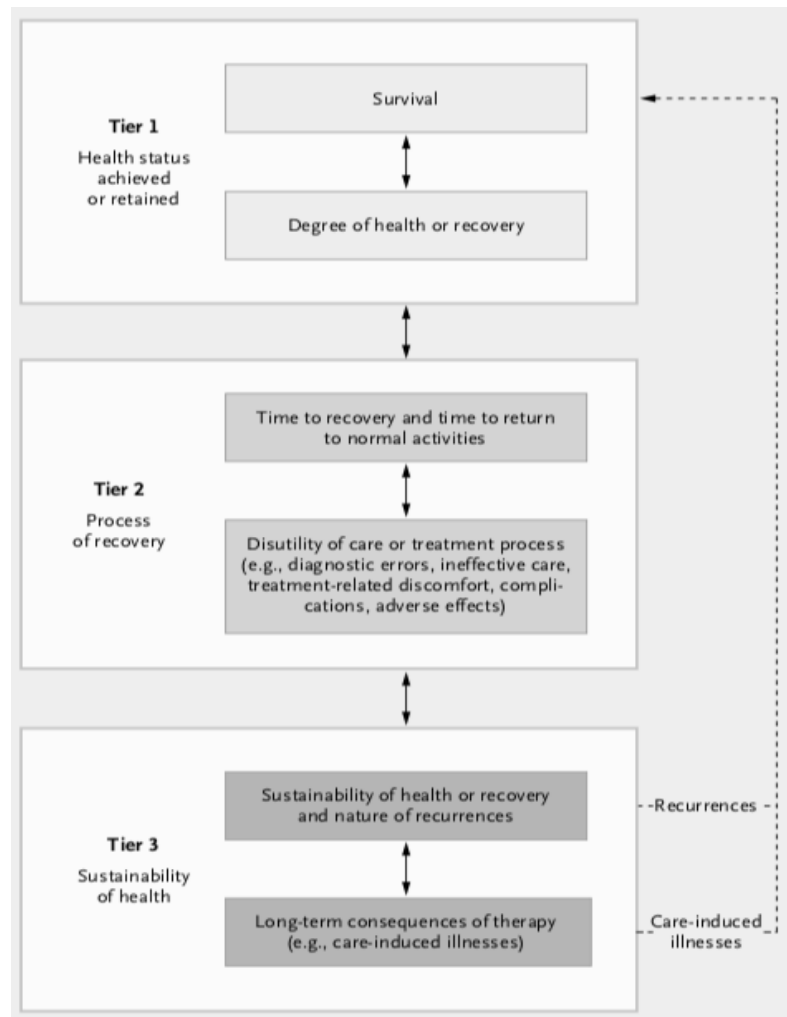 Survival
Tier 1
Health status
achieved
or retained
Degree of health or recovery
Time to recovery and time to return
to normal activities
Tier 2
Process
of recovery
Disutility of care or treatment process
(e.g., diagnostic errors, ineffective care,
treatment-related discomfort, compli-
cations, adverse effects)
Sustainability of health or recovery
and nature of recurrences
Recurrences
Tier 3
Sustainability
of health
Long-term consequences of therapy
(e.g., care-induced illnesses)
Care-induced
illnesses